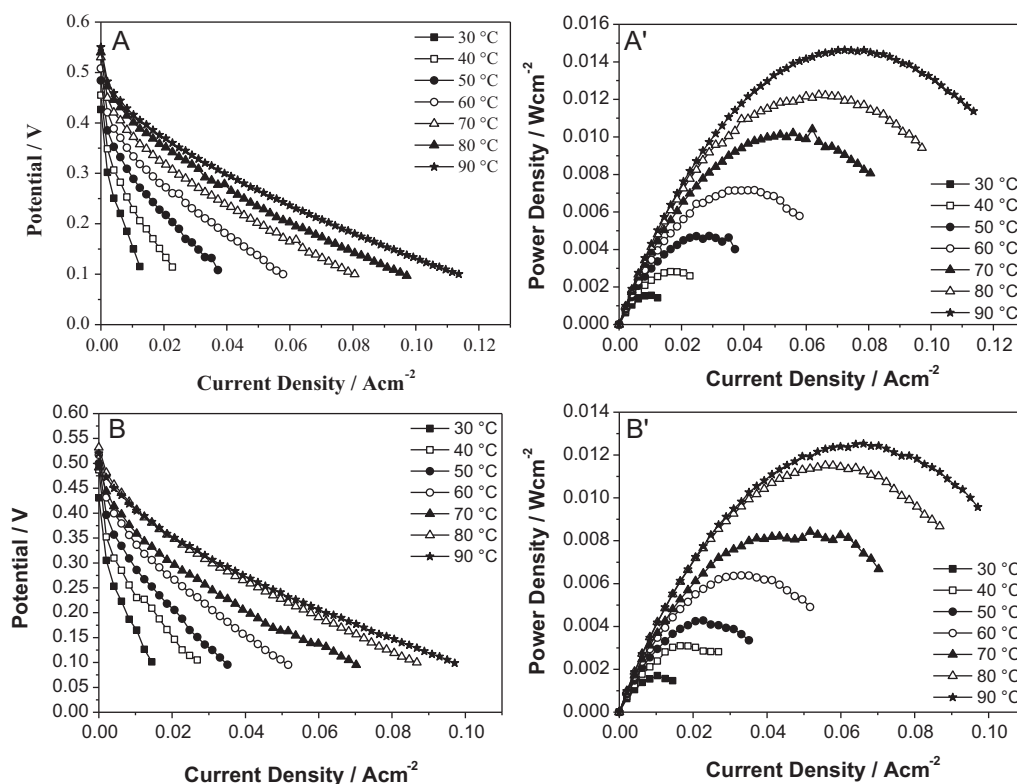 A
30 °C
40 °C
50 °C
60 °C
70 °C
80 °C
90 °C
Potential / V
0.6
0.5
0.4
0.3
0.2
0.1
0.0
0.00 0.02 0.04 0.06 0.08 0.10 0.12
Current Density / Acm-2
A'
30 °C
40 °C
50 °C
60 °C
70 °C
80 °C
90 °C
Power Density / Wcm-2
0.016
0.014
0.012
0.010
0.008
0.006
0.004
0.002
0.000
0.00 0.02 0.04 0.06 0.08 0.10 0.12
Current Density / Acm-2
B
30 °C
40 °C
50 °C
60 °C
70 °C
80 °C
90 °C
Potential / V
0.60
0.55
0.50
0.45
0.40
0.35
0.30
0.25
0.20
0.15
0.10
0.05
0.00
0.00 0.02 0.04 0.06 0.08 0.10
Current Density / Acm-2
B'
30 °C
40 °C
50 °C
60 °C
70 °C
80 °C
90 °C
Power Density / Wcm-2
0.014
0.012
0.010
0.008
0.006
0.004
0.002
0.000
0.00 0.02 0.04 0.06 0.08 0.10
Current Density / Acm-2